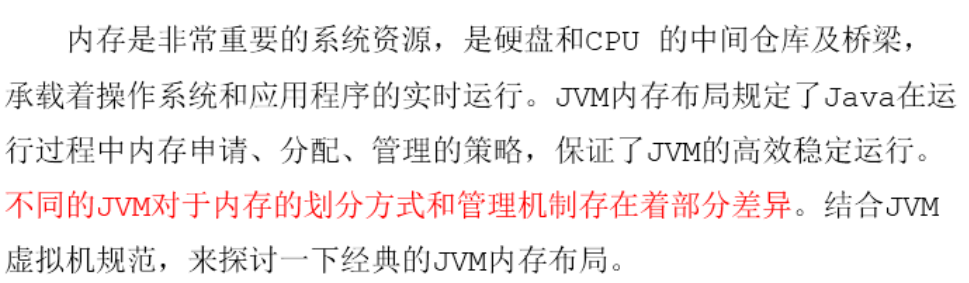 内存是非常重要的系统资源，是硬盘和CPU 的中间仓库及桥梁，
承载着操作系统和应用程序的实时运行。JVM内存布局规定了Java在运
行过程中内存申请、分配、管理的策略，保证了JVM的高效稳定运行。
不同的JVM对于内存的划分方式和管理机制存在着部分差异。结合JVM
虚拟机规范，来探讨一下经典的JVM内存布局。